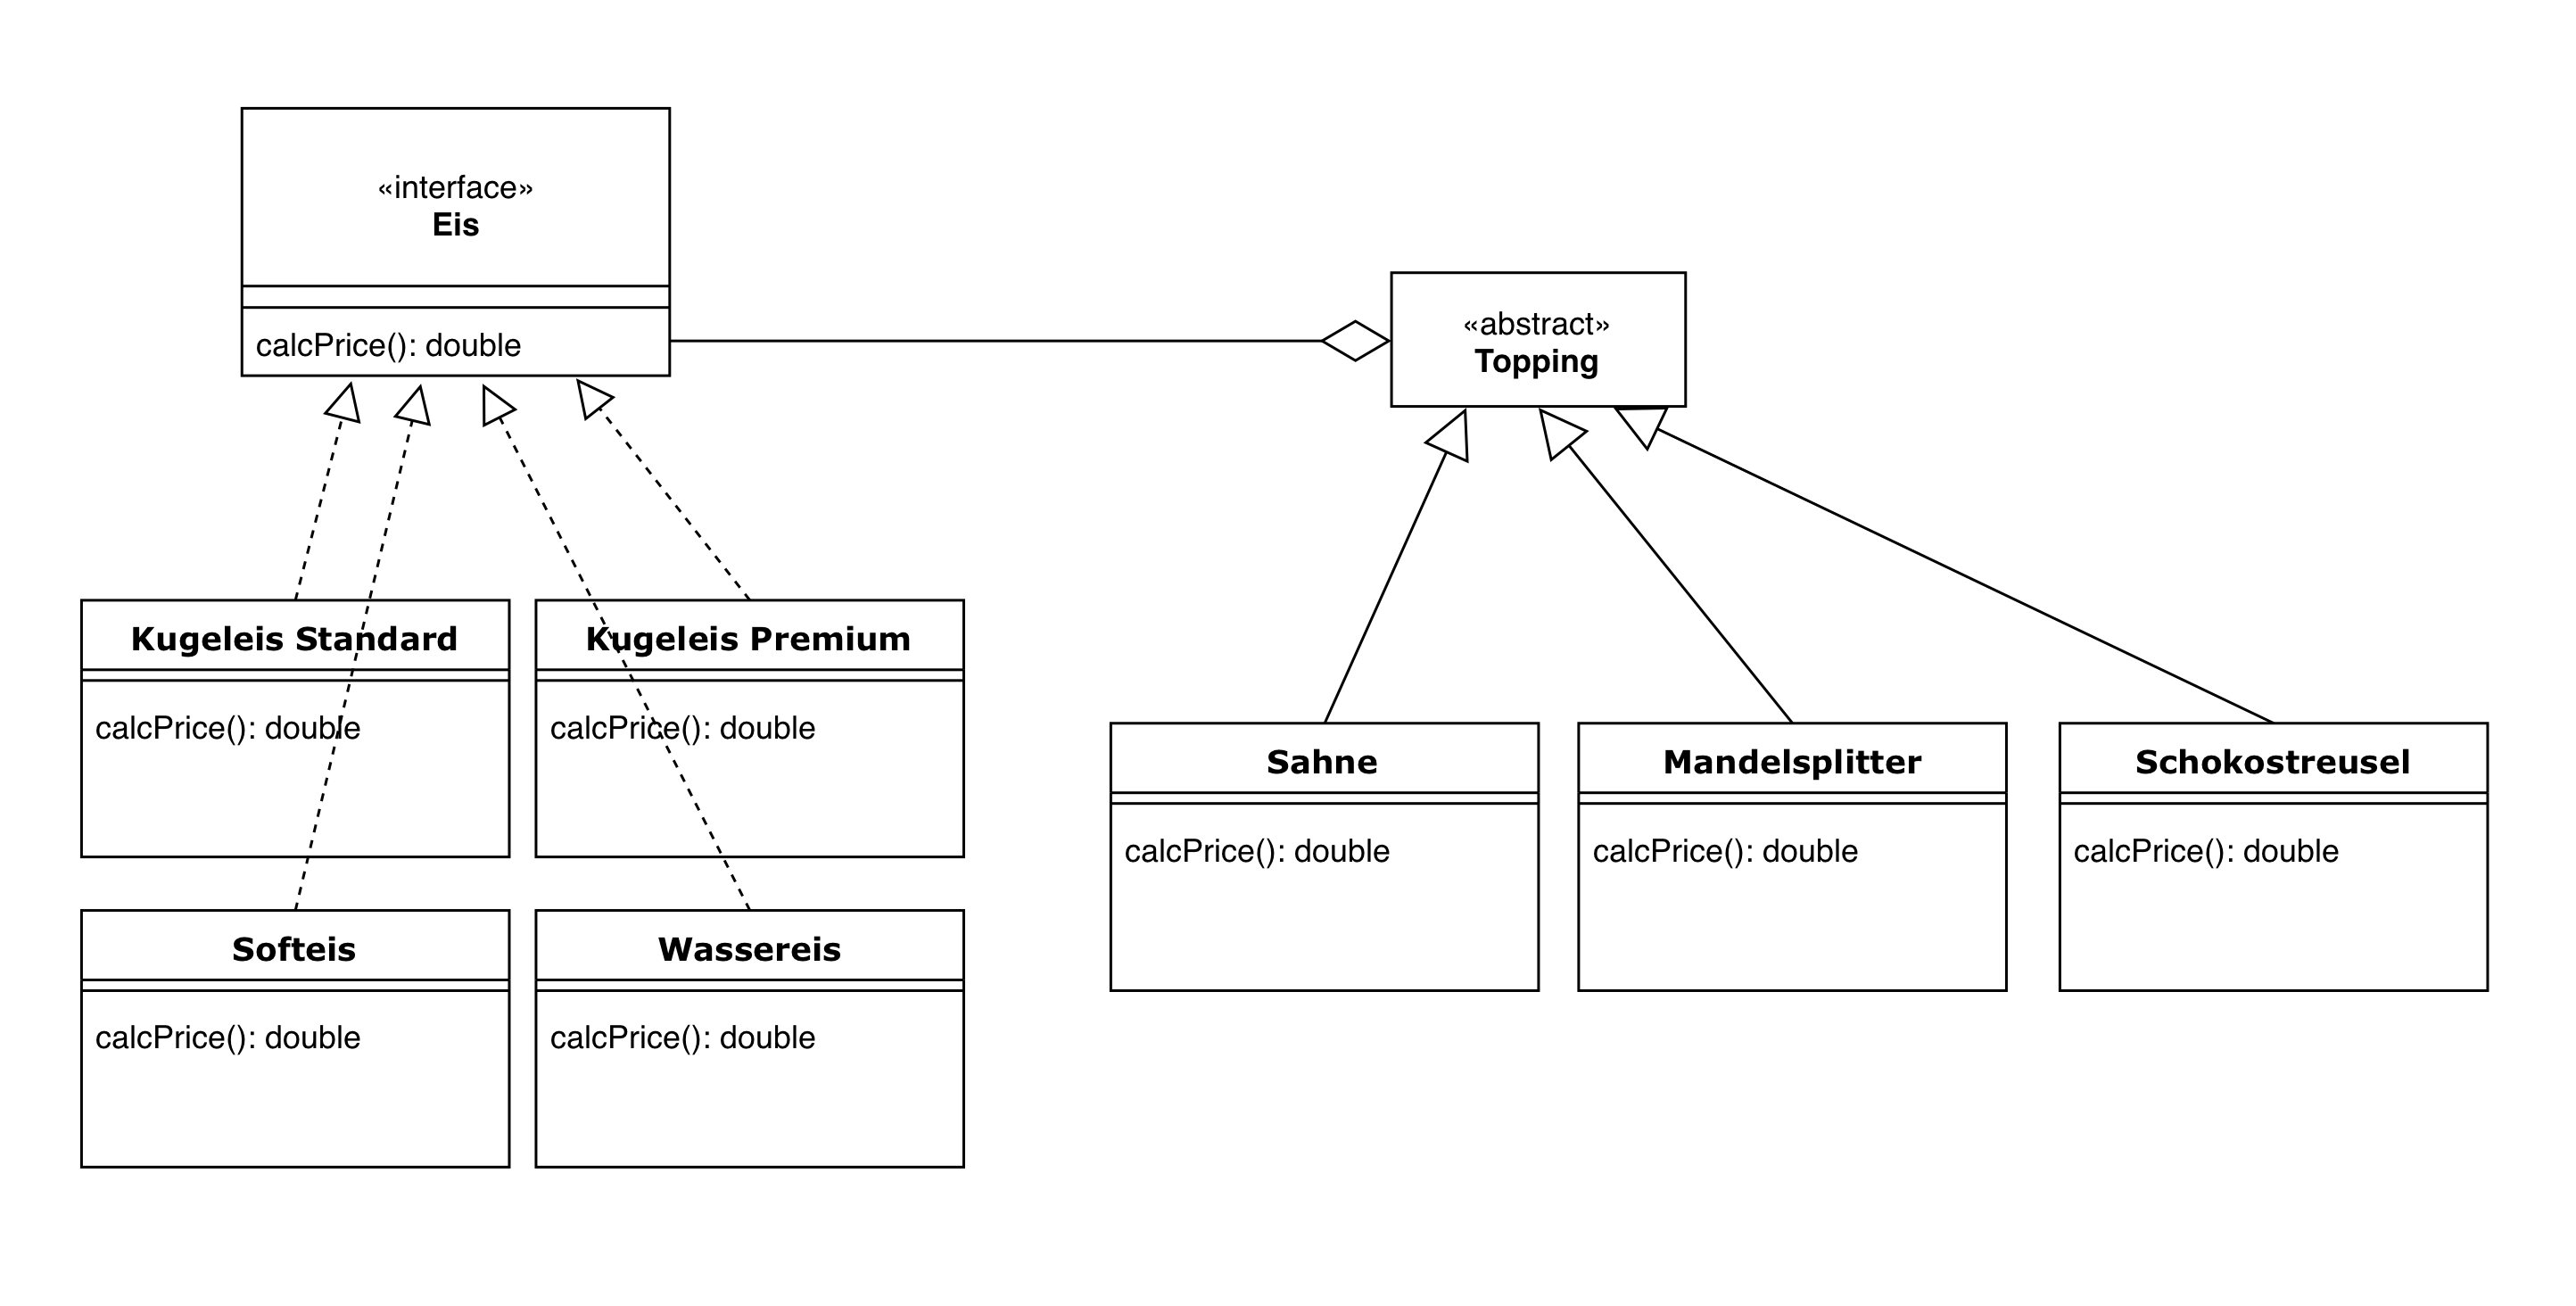 «interface»
Eis
calcPrice(): double
«abstract»
Topping
Kugeleis Standard
calcPrice(): double
Kugeleis Premium
calcPrice(): double
Softeis
calcPrice(): double
Wassereis
calcPrice(): double
Sahne
calcPrice(): double
Mandelsplitter
calcPrice(): double
Schokostreusel
calcPrice(): double